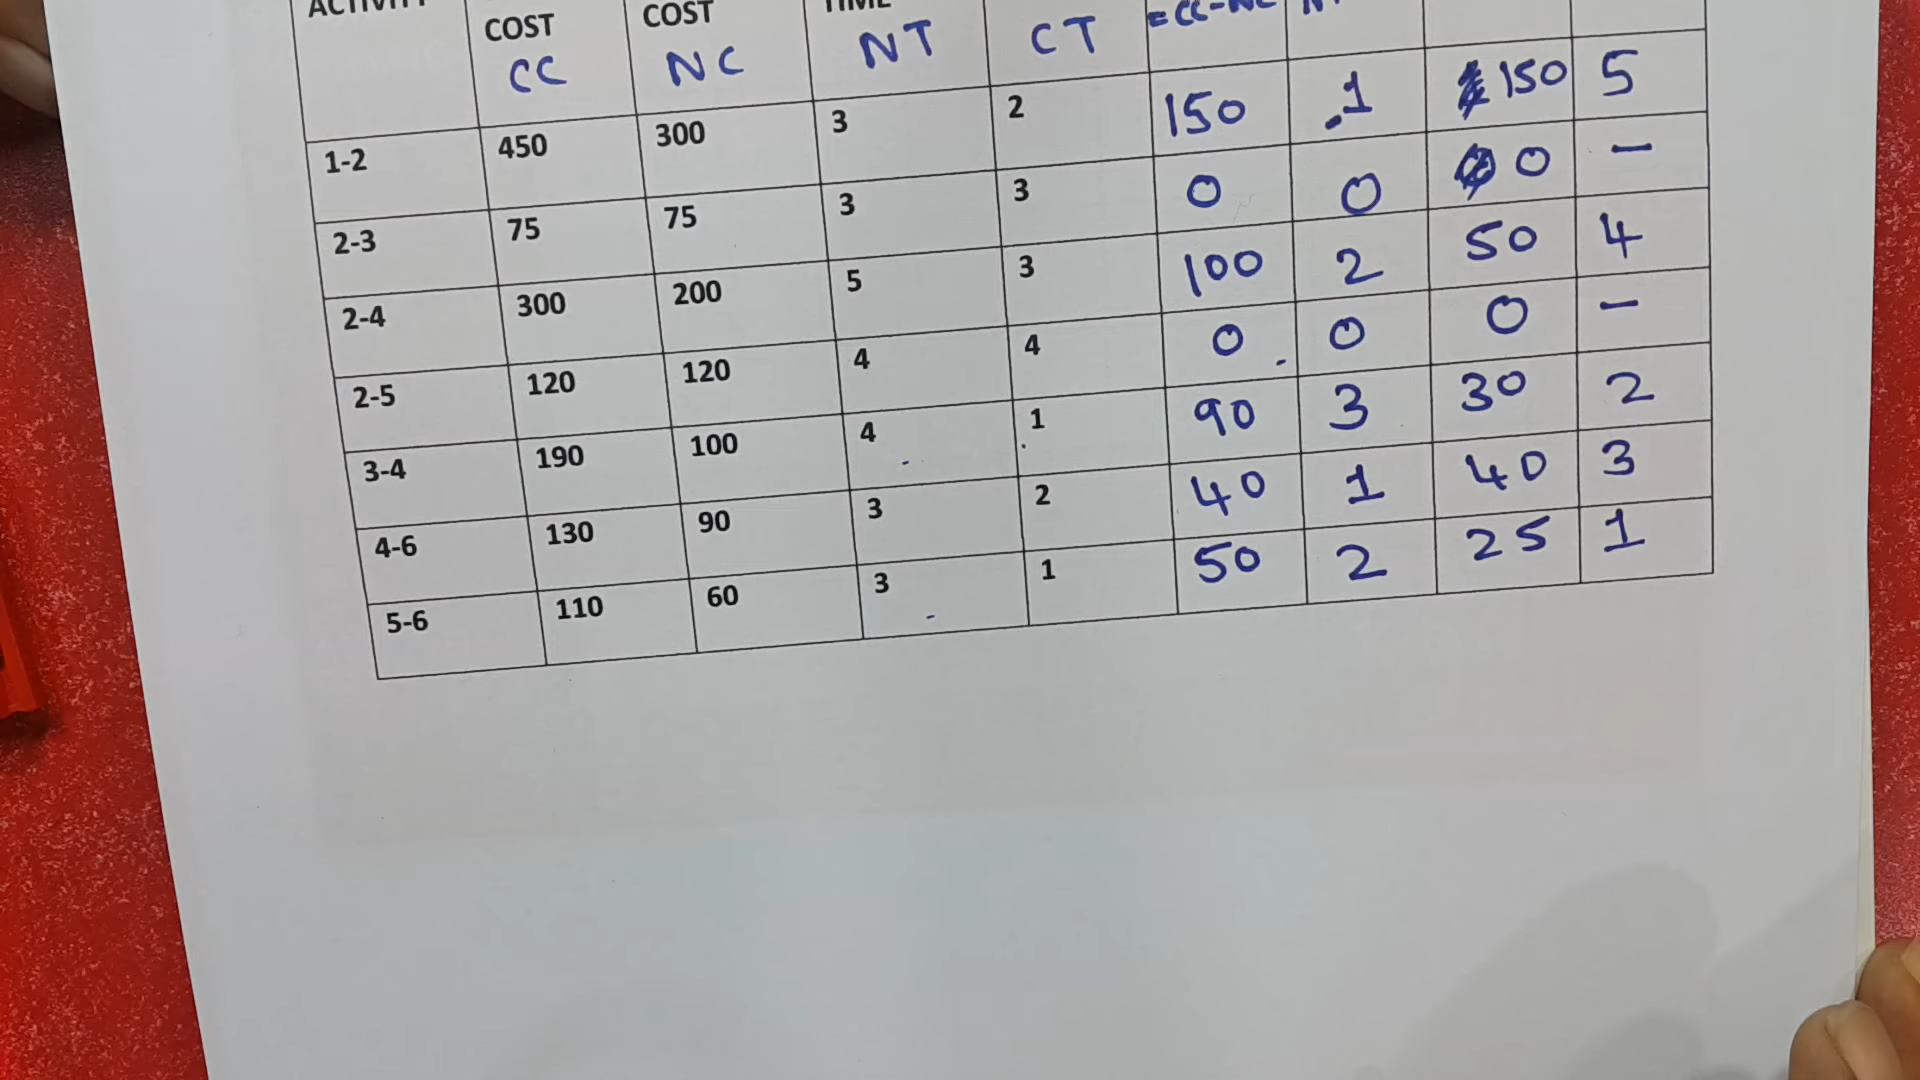 ACTIVITY COST COST TIME
CC NC NT CT =CC-NC
1-2 450 300 3 2 150 1 150 5
2-3 75 75 3 3 0 0 0 -
2-4 300 200 5 3 100 2 50 4
2-5 120 120 4 4 0 0 0 -
3-4 190 100 4 1 90 3 30 2
4-6 130 90 3 2 40 1 40 3
5-6 110 60 3 1 50 2 25 1